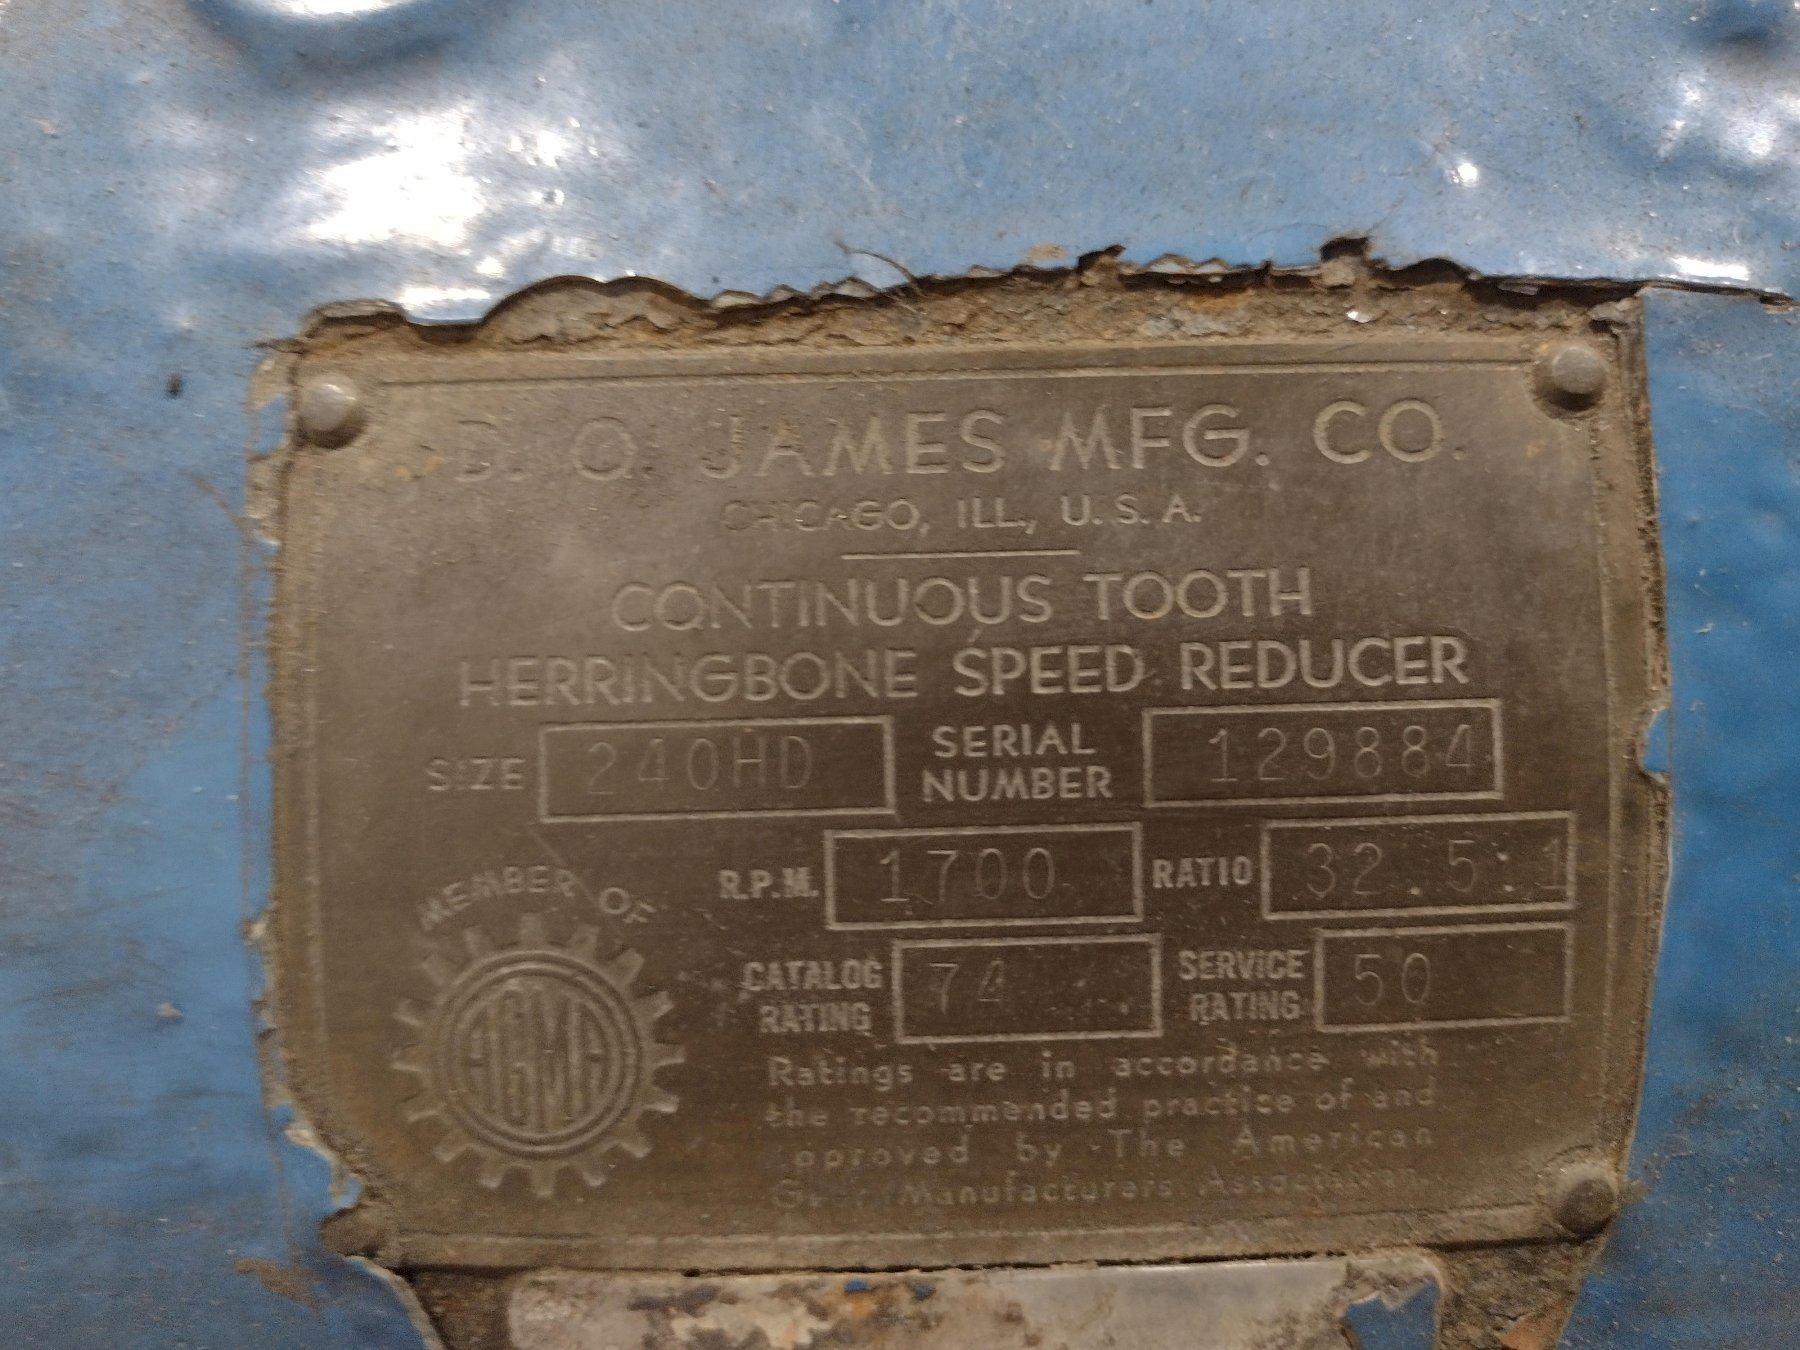 D. O. JAMES MFG. CO.
CHICAGO, ILL., U. S. A.
CONTINUOUS TOOTH
HERRINGBONE SPEED REDUCER
SIZE 240HD SERIAL NUMBER 129884
R.P.M. 1700 RATIO 32.5:1
MEMBER OF
AGMA
CATALOG RATING 74 SERVICE RATING 50
Ratings are in accordance with
the recommended practice of and
approved by The American
Gear Manufacturers Association.